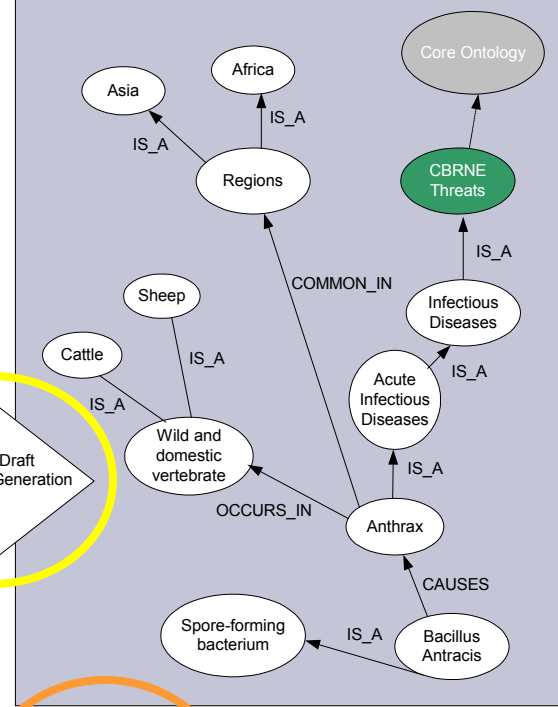 Core Ontology
Africa
Asia
IS_A
IS_A
CBRNE
Threats
Regions
IS_A
COMMON_IN
Sheep
Infectious
Diseases
Cattle
IS_A
IS_A
Acute
Infectious
Diseases
IS_A
Wild and
domestic
vertebrate
Draft
Generation
IS_A
OCCURS_IN
Anthrax
CAUSES
Spore-forming
bacterium
IS_A
Bacillus
Antracis